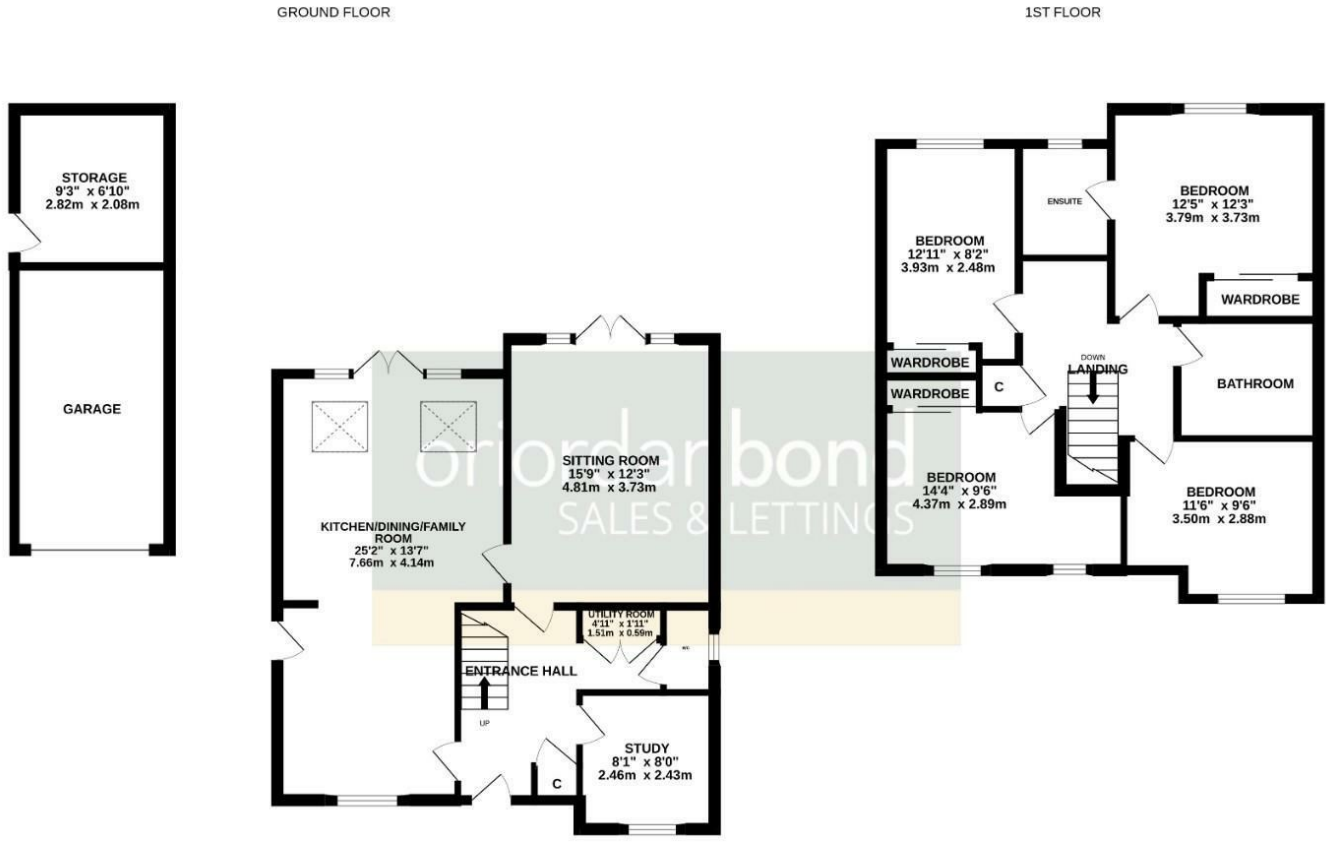 GROUND FLOOR
1ST FLOOR
STORAGE
9'3" x 6'10"
2.82m x 2.08m
GARAGE
KITCHEN/DINING/FAMILY
ROOM
25'2" x 13'7"
7.66m x 4.14m
SITTING ROOM
15'9" x 12'3"
4.81m x 3.73m
UTILITY ROOM
4'11" x 1'11"
1.51m x 0.59m
W/C
ENTRANCE HALL
UP
C
STUDY
8'1" x 8'0"
2.46m x 2.43m
BEDROOM
12'11" x 8'2"
3.93m x 2.48m
ENSUITE
BEDROOM
12'5" x 12'3"
3.79m x 3.73m
WARDROBE
WARDROBE
WARDROBE
C
DOWN
LANDING
BATHROOM
BEDROOM
14'4" x 9'6"
4.37m x 2.89m
BEDROOM
11'6" x 9'6"
3.50m x 2.88m
oriordan bond
SALES & LETTINGS